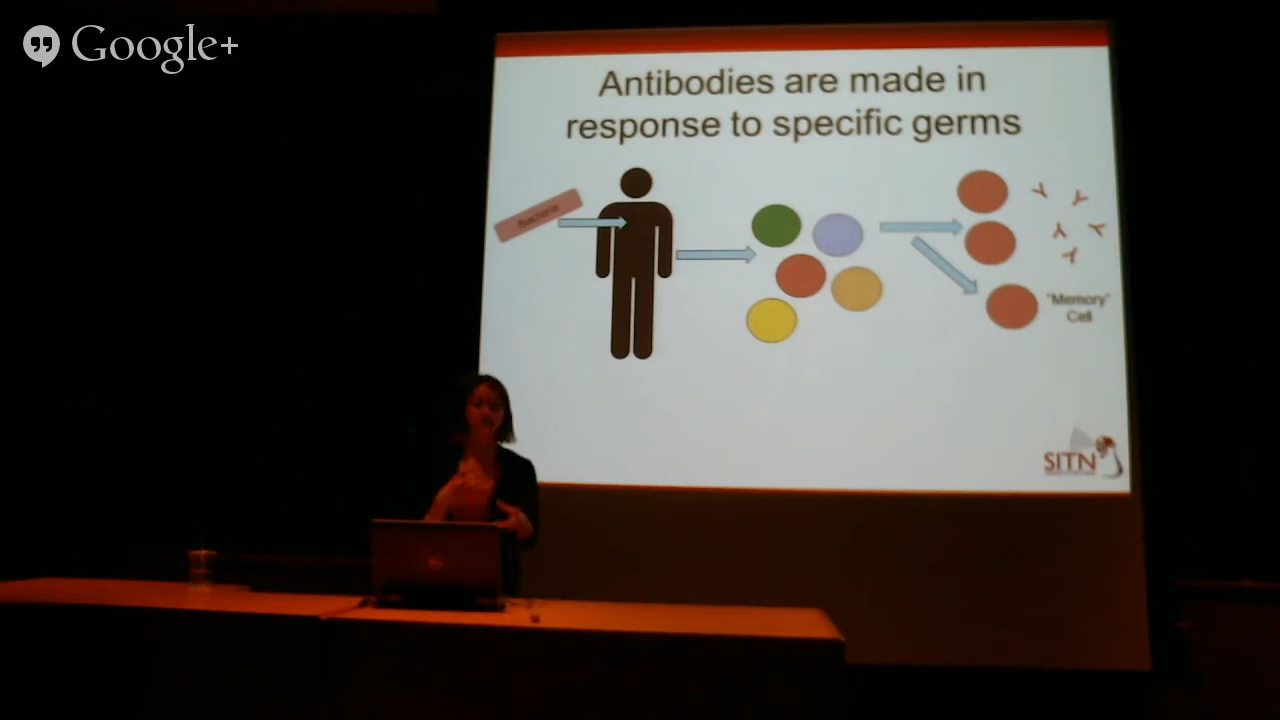 Google+
Antibodies are made in
response to specific germs
Bacteria
"Memory"
Cell
SITN